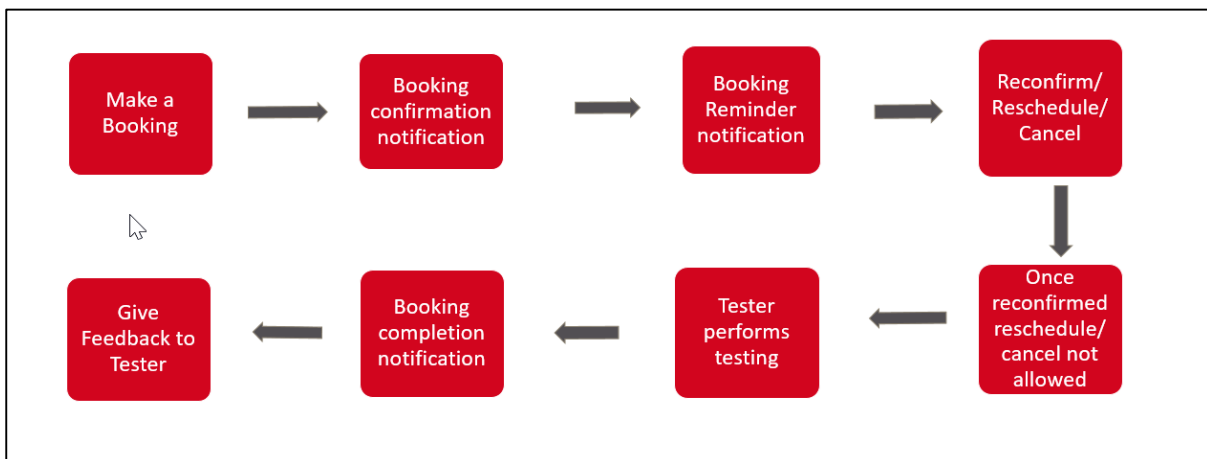 Make a
Booking
Booking
confirmation
notification
Booking
Reminder
notification
Reconfirm/
Reschedule/
Cancel
Once
reconfirmed
reschedule/
cancel not
allowed
Tester
performs
testing
Booking
completion
notification
Give
Feedback to
Tester